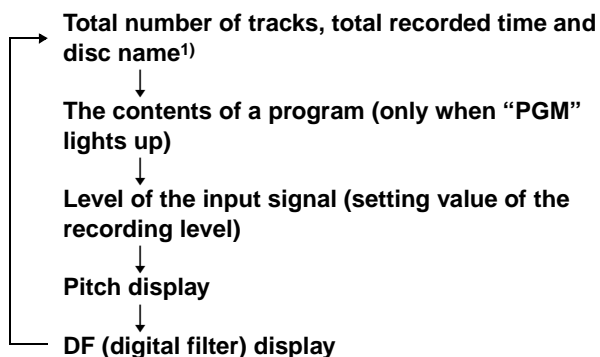 Total number of tracks, total recorded time and
disc name1)
The contents of a program (only when “PGM”
lights up)
Level of the input signal (setting value of the
recording level)
Pitch display
DF (digital filter) display